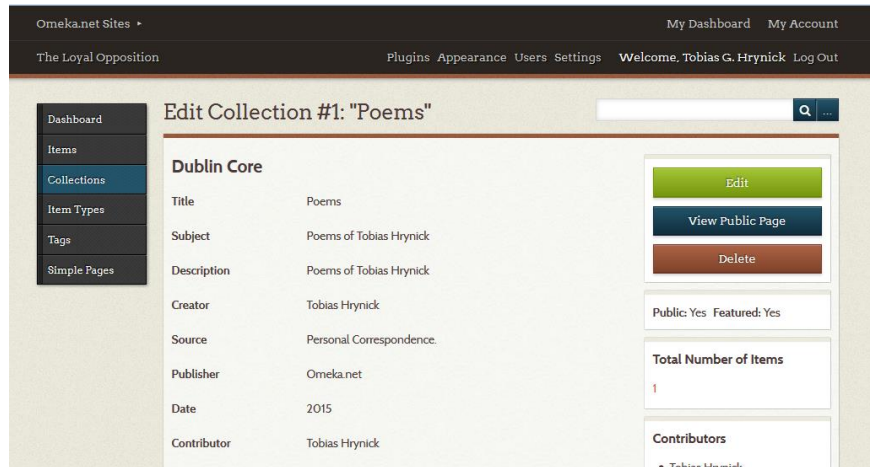 Omeka.net Sites ▸ My Dashboard My Account
The Loyal Opposition Plugins Appearance Users Settings Welcome, Tobias G. Hrynick Log Out
Dashboard
Items
Collections
Item Types
Tags
Simple Pages
Edit Collection #1: "Poems"
...
Dublin Core
Title Poems
Subject Poems of Tobias Hrynick
Description Poems of Tobias Hrynick
Creator Tobias Hrynick
Source Personal Correspondence.
Publisher Omeka.net
Date 2015
Contributor Tobias Hrynick
Edit
View Public Page
Delete
Public: Yes Featured: Yes
Total Number of Items
1
Contributors
• Tobias Hrynick